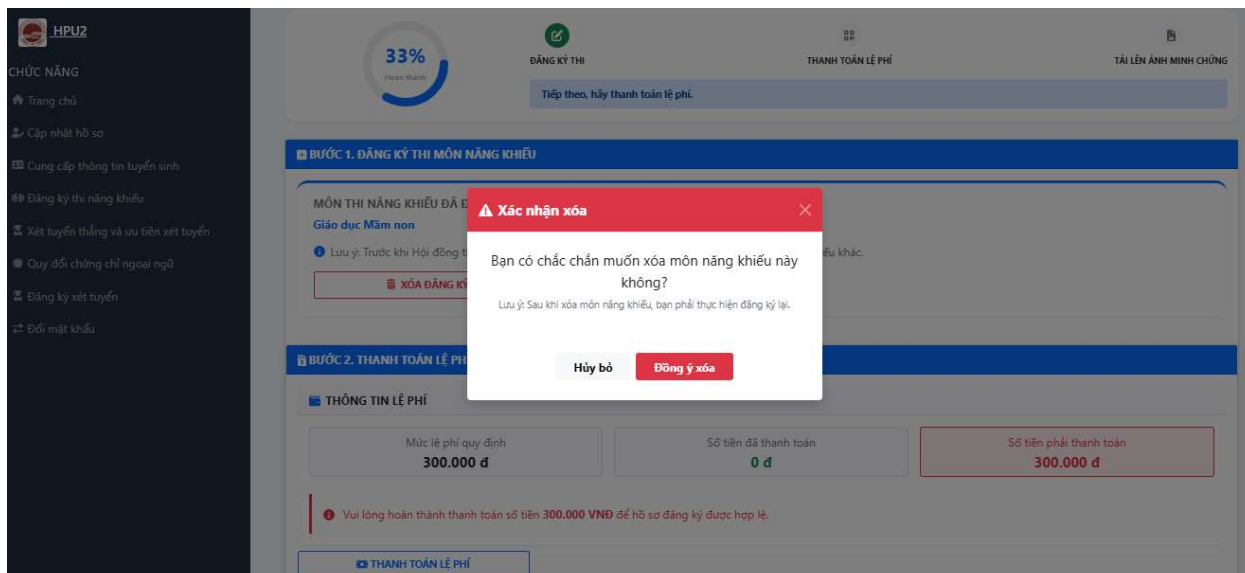 HPU2
CHỨC NĂNG
Trang chủ
Cập nhật hồ sơ
Cung cấp thông tin tuyển sinh
Đăng ký thi năng khiếu
Xét tuyển thẳng và ưu tiên xét tuyển
Quy đổi chứng chỉ ngoại ngữ
Đăng ký xét tuyển
Đổi mật khẩu
33%
Hoàn thành
ĐĂNG KÝ THI
THANH TOÁN LỆ PHÍ
TẢI LÊN ẢNH MINH CHỨNG
Tiếp theo, hãy thanh toán lệ phí.
BƯỚC 1. ĐĂNG KÝ THI MÔN NĂNG KHIẾU
MÔN THI NĂNG KHIẾU ĐÃ Đ
Giáo dục Mầm non
Lưu ý: Trước khi Hội đồng t
ếu khác.
XÓA ĐĂNG KÝ
Xác nhận xóa
Bạn có chắc chắn muốn xóa môn năng khiếu này
không?
Lưu ý: Sau khi xóa môn năng khiếu, bạn phải thực hiện đăng ký lại.
Hủy bỏ
Đồng ý xóa
BƯỚC 2. THANH TOÁN LỆ PH
THÔNG TIN LỆ PHÍ
Mức lệ phí quy định
300.000 đ
Số tiền đã thanh toán
0 đ
Số tiền phải thanh toán
300.000 đ
Vui lòng hoàn thành thanh toán số tiền 300.000 VNĐ để hồ sơ đăng ký được hợp lệ.
THANH TOÁN LỆ PHÍ